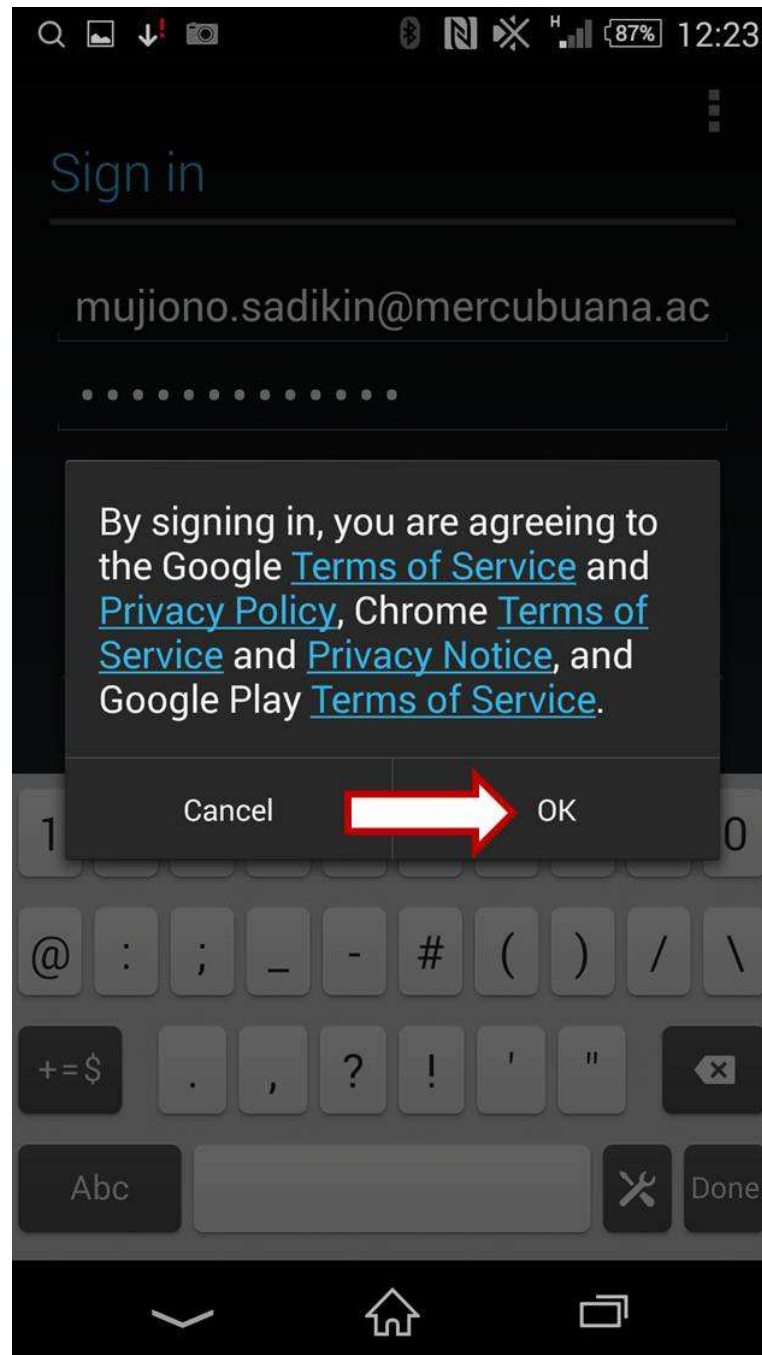 H 87% 12:23
Sign in
mujiono.sadikin@mercubuana.ac
By signing in, you are agreeing to
the Google Terms of Service and
Privacy Policy, Chrome Terms of
Service and Privacy Notice, and
Google Play Terms of Service.
Cancel OK
1 0
@ : ; _ - # ( ) / \
+=$ . , ? ! ' "
Abc Done